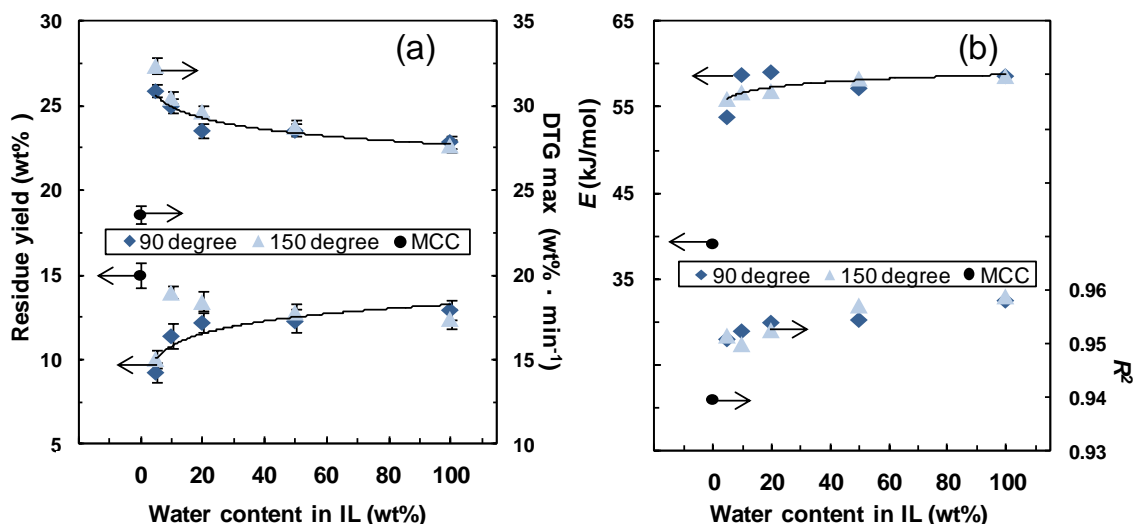 (a)
Residue yield (wt%)
30
25
20
15
10
5
35
30
25
20
15
10
DTG max (wt%· min⁻¹)
90 degree 150 degree MCC
0 20 40 60 80 100
Water content in IL (wt%)
(b)
E (kJ/mol)
65
55
45
35
0.96
0.95
0.94
0.93
R²
90 degree 150 degree MCC
0 20 40 60 80 100
Water content in IL (wt%)